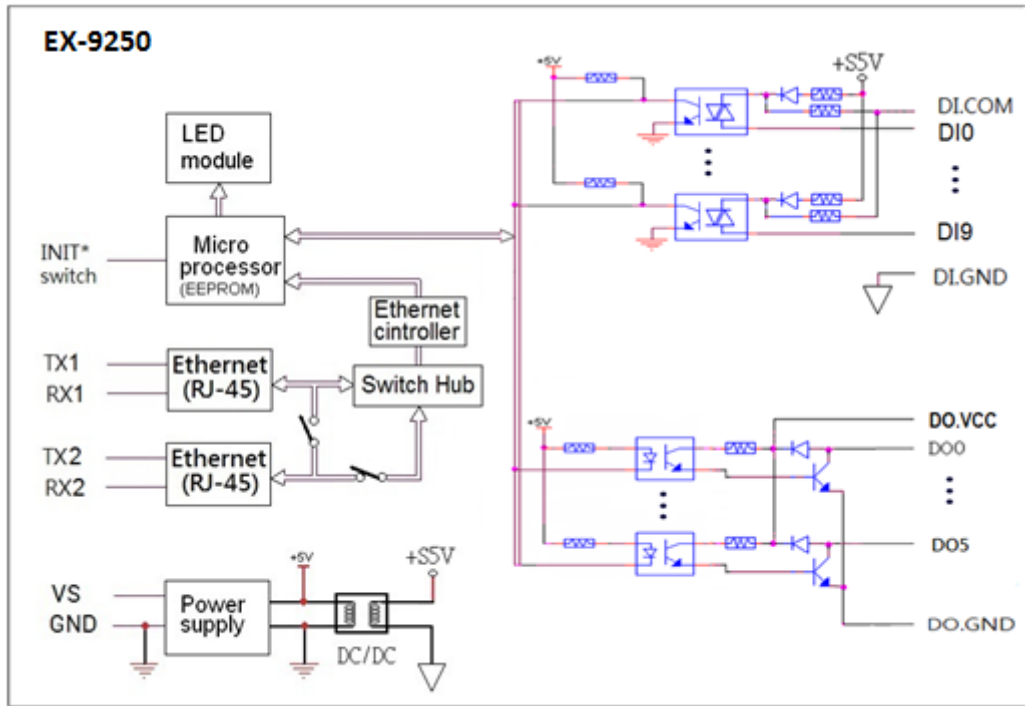 EX-9250
LED
module
INIT*
switch
Micro
processor
(EEPROM)
Ethernet
cintroller
TX1
RX1
Ethernet
(RJ-45)
Switch Hub
TX2
RX2
Ethernet
(RJ-45)
VS
GND
Power
supply
+5V
+S5V
DC/DC
+5V
+S5V
DI.COM
DI0
DI9
DI.GND
+5V
DO.VCC
DO0
DO5
DO.GND